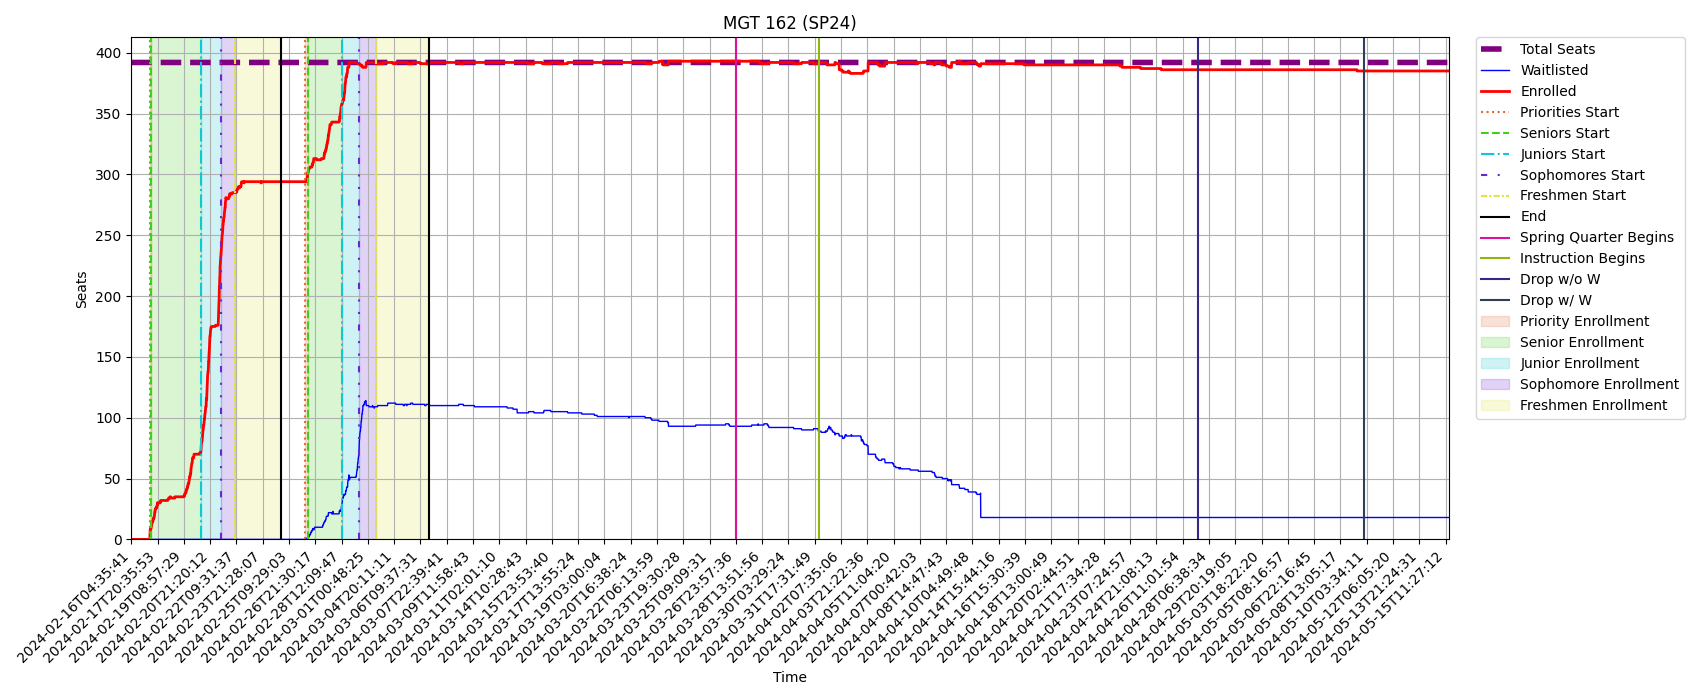 MGT 162 (SP24)
Seats
400
350
300
250
200
150
100
50
0
2024-02-16T04:35:41
2024-02-17T20:35:53
2024-02-19T08:57:29
2024-02-20T21:20:12
2024-02-22T09:31:37
2024-02-23T21:28:07
2024-02-25T09:29:03
2024-02-26T21:30:17
2024-02-28T12:09:47
2024-03-01T00:48:25
2024-03-04T20:11:11
2024-03-06T09:37:31
2024-03-07T22:39:41
2024-03-09T11:58:43
2024-03-11T02:01:10
2024-03-14T10:28:43
2024-03-15T23:53:40
2024-03-17T13:55:24
2024-03-19T03:00:04
2024-03-20T16:38:24
2024-03-22T06:13:59
2024-03-23T19:30:28
2024-03-25T09:09:31
2024-03-26T23:57:36
2024-03-28T13:51:56
2024-03-30T03:29:24
2024-03-31T17:31:49
2024-04-02T07:35:06
2024-04-03T21:22:36
2024-04-05T11:04:20
2024-04-07T00:42:03
2024-04-08T14:47:43
2024-04-10T04:49:48
2024-04-14T15:44:16
2024-04-16T15:30:39
2024-04-18T13:00:49
2024-04-20T02:44:51
2024-04-21T17:34:28
2024-04-23T07:24:57
2024-04-24T21:08:13
2024-04-26T11:01:54
2024-04-28T06:38:34
2024-04-29T20:19:05
2024-05-03T18:22:20
2024-05-05T08:16:57
2024-05-06T22:16:45
2024-05-08T13:05:17
2024-05-10T03:34:11
2024-05-12T06:05:20
2024-05-13T21:24:31
2024-05-15T11:27:12
Time
Total Seats
Waitlisted
Enrolled
Priorities Start
Seniors Start
Juniors Start
Sophomores Start
Freshmen Start
End
Spring Quarter Begins
Instruction Begins
Drop w/o W
Drop w/ W
Priority Enrollment
Senior Enrollment
Junior Enrollment
Sophomore Enrollment
Freshmen Enrollment